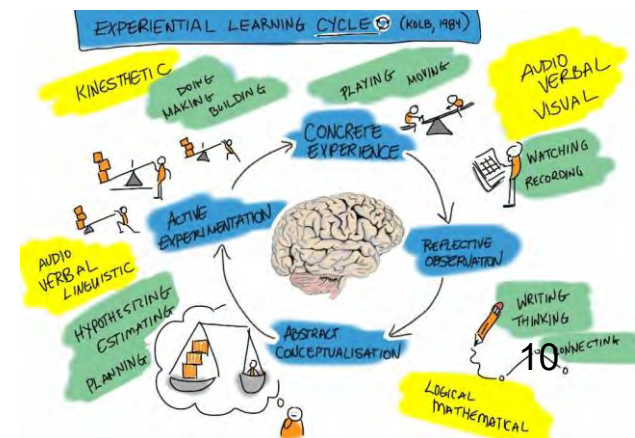 EXPERIENTIAL LEARNING CYCLE (KOLB, 1984)
KINESTHETIC
DOING
MAKING
BUILDING
PLAYING MOVING
AUDIO
VERBAL
VISUAL
CONCRETE
EXPERIENCE
WATCHING
RECORDING
ACTIVE
EXPERIMENTATION
REFLECTIVE
OBSERVATION
AUDIO
VERBAL
LINGUISTIC
HYPOTHESIZING
ESTIMATING
PLANNING
ABSTRACT
CONCEPTUALISATION
WRITING
THINKING
CONNECTING
10
LOGICAL
MATHEMATICAL